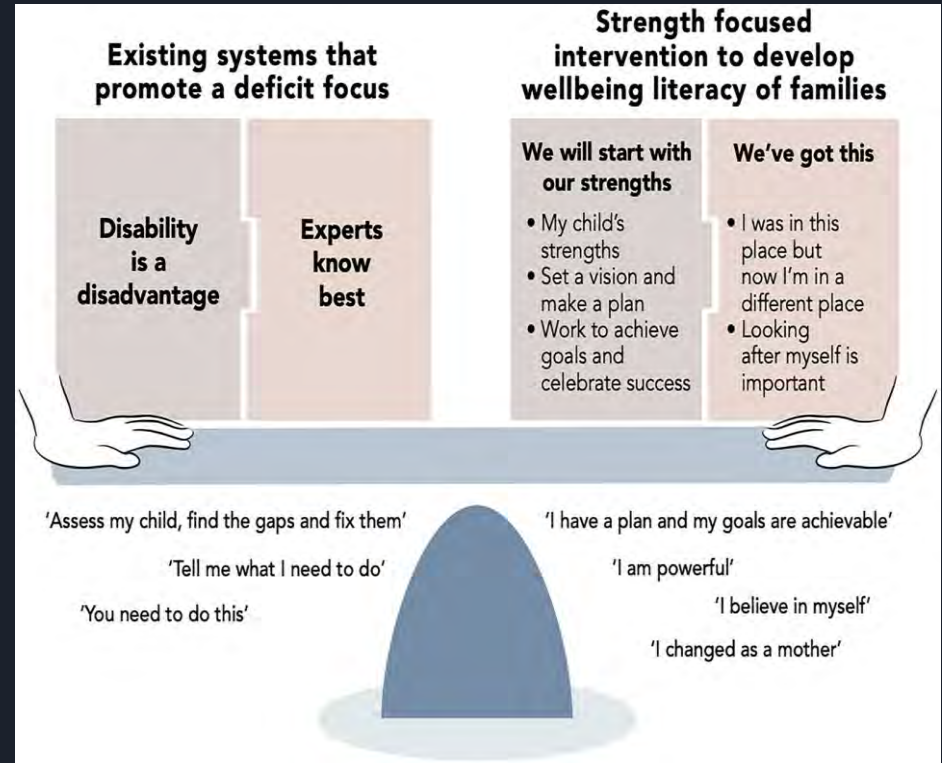 Existing systems that
promote a deficit focus
Disability
is a
disadvantage
Experts
know
best
Strength focused
intervention to develop
wellbeing literacy of families
We will start with
our strengths
• My child's
strengths
• Set a vision and
make a plan
• Work to achieve
goals and
celebrate success
We've got this
• I was in this
place but
now I'm in a
different place
• Looking
after myself is
important
'Assess my child, find the gaps and fix them'
'Tell me what I need to do'
'You need to do this'
'I have a plan and my goals are achievable'
'I am powerful'
'I believe in myself'
'I changed as a mother'